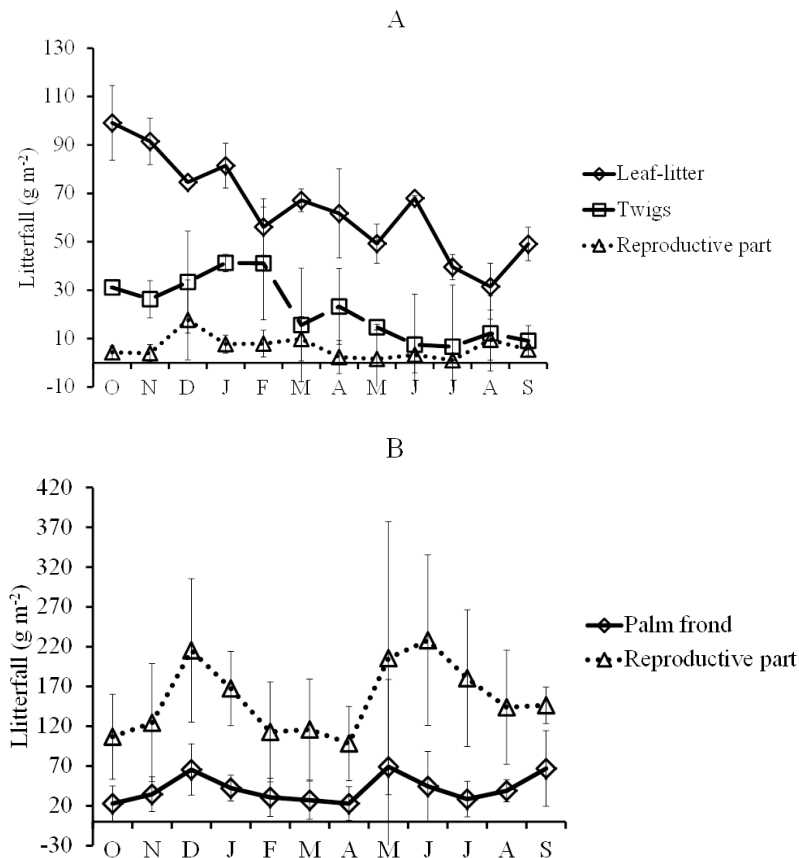 A
130
110
90
70
50
30
10
-10
Litterfall (g m-2)
O N D J F M A M J J A S
Leaf-litter
Twigs
Reproductive part
B
420
370
320
270
220
170
120
70
20
-30
Llitterfall (g m-2)
O N D J F M A M J J A S
Palm frond
Reproductive part